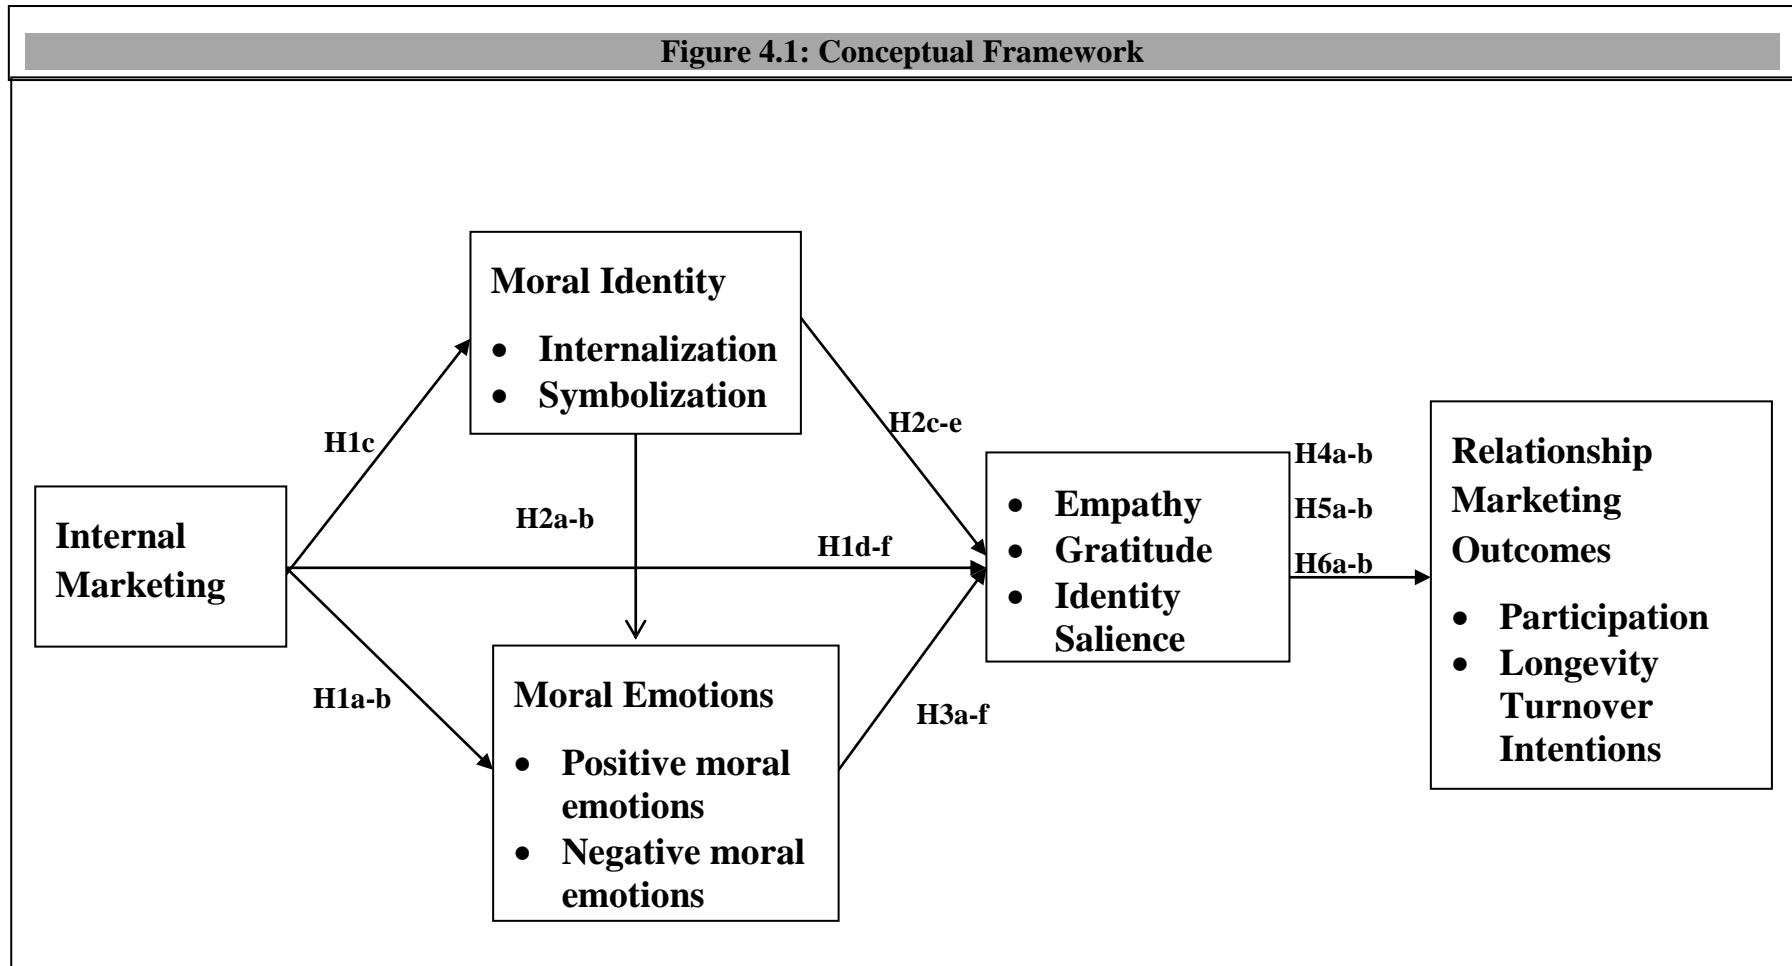 Figure 4.1: Conceptual Framework
Moral Identity
• Internalization
• Symbolization
H1c
H2c-e
Internal
Marketing
H2a-b
H1d-f
• Empathy
• Gratitude
• Identity
Salience
H4a-b
H5a-b
H6a-b
Relationship
Marketing
Outcomes
• Participation
• Longevity
Turnover
Intentions
H1a-b
Moral Emotions
• Positive moral
emotions
• Negative moral
emotions
H3a-f